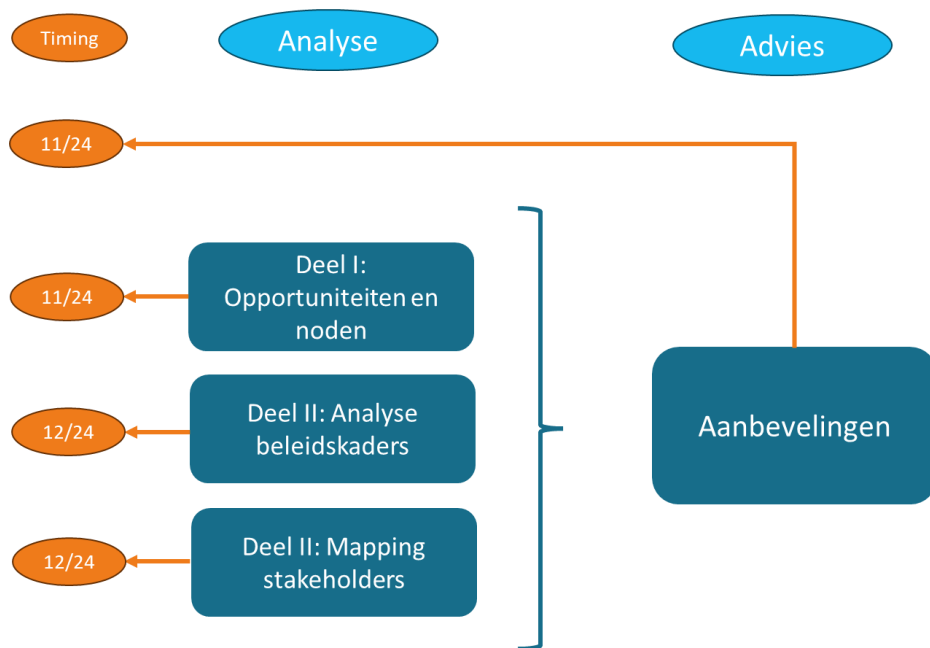 Timing
Analyse
Advies
11/24
11/24
Deel I:
Opportuniteiten en
noden
12/24
Deel II: Analyse
beleidskaders
Aanbevelingen
12/24
Deel II: Mapping
stakeholders